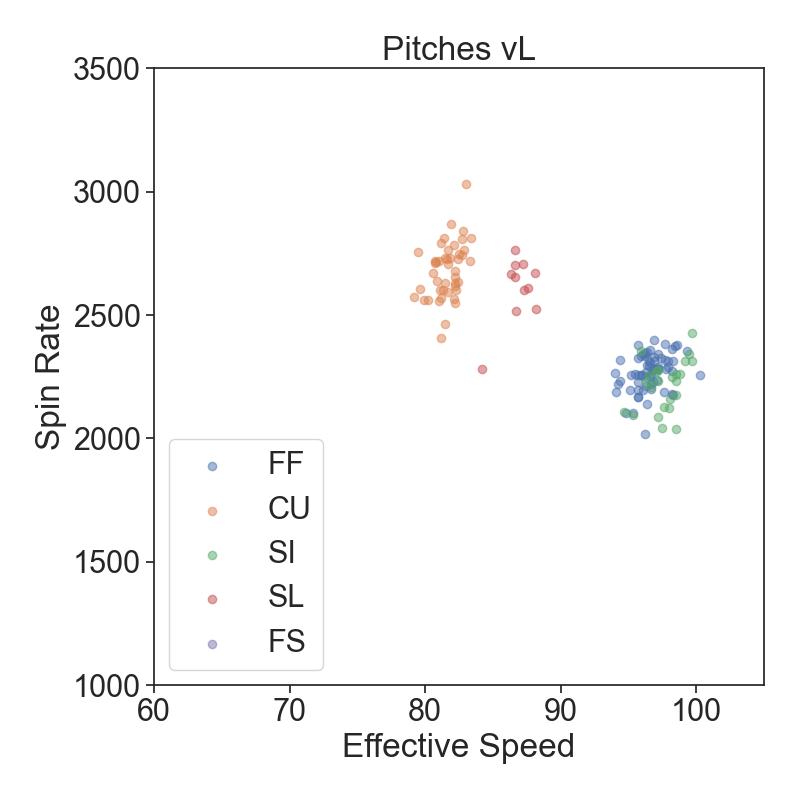 Pitches vL
3500
3000
2500
2000
1500
1000
Spin Rate
FF
CU
SI
SL
FS
60 70 80 90 100
Effective Speed